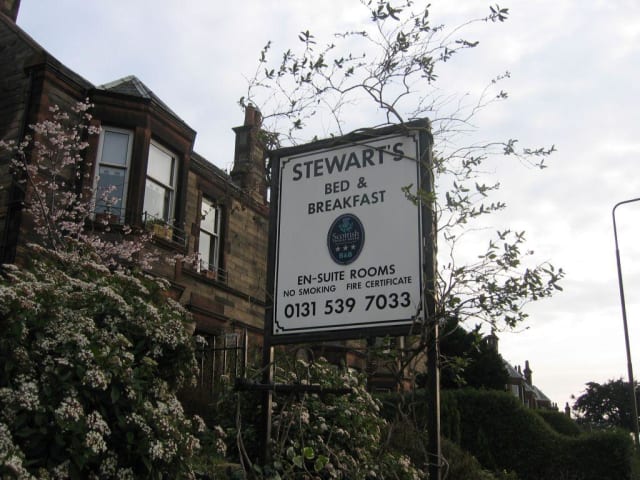 STEWART'S
BED &
BREAKFAST
Scottish
B&B
EN-SUITE ROOMS
NO SMOKING FIRE CERTIFICATE
0131 539 7033